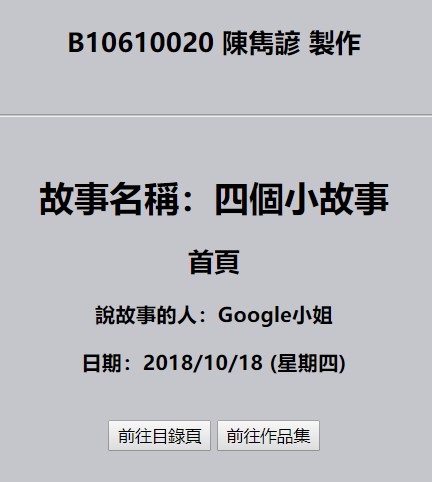 B10610020 陳雋諺 製作
故事名稱：四個小故事
首頁
說故事的人：Google小姐
日期：2018/10/18 (星期四)
前往目錄頁 前往作品集